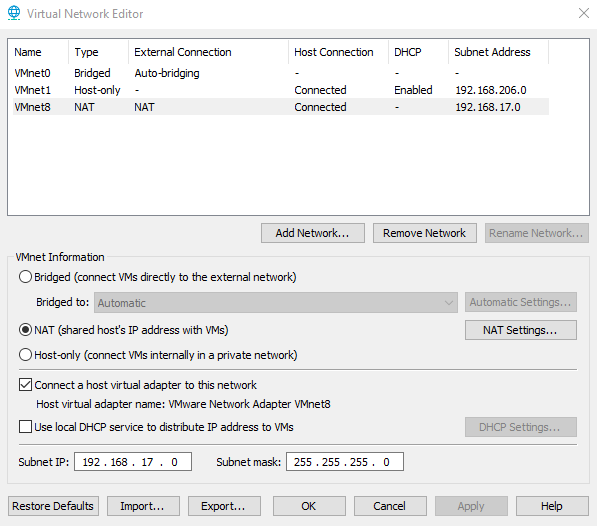 Virtual Network Editor
Name Type External Connection Host Connection DHCP Subnet Address
VMnet0 Bridged Auto-bridging - - -
VMnet1 Host-only - Connected Enabled 192.168.206.0
VMnet8 NAT NAT Connected - 192.168.17.0
Add Network... Remove Network Rename Network...
VMnet Information
Bridged (connect VMs directly to the external network)
Bridged to: Automatic Automatic Settings...
NAT (shared host's IP address with VMs) NAT Settings...
Host-only (connect VMs internally in a private network)
Connect a host virtual adapter to this network
Host virtual adapter name: VMware Network Adapter VMnet8
Use local DHCP service to distribute IP address to VMs DHCP Settings...
Subnet IP: 192 . 168 . 17 . 0 Subnet mask: 255 . 255 . 255 . 0
Restore Defaults Import... Export... OK Cancel Apply Help